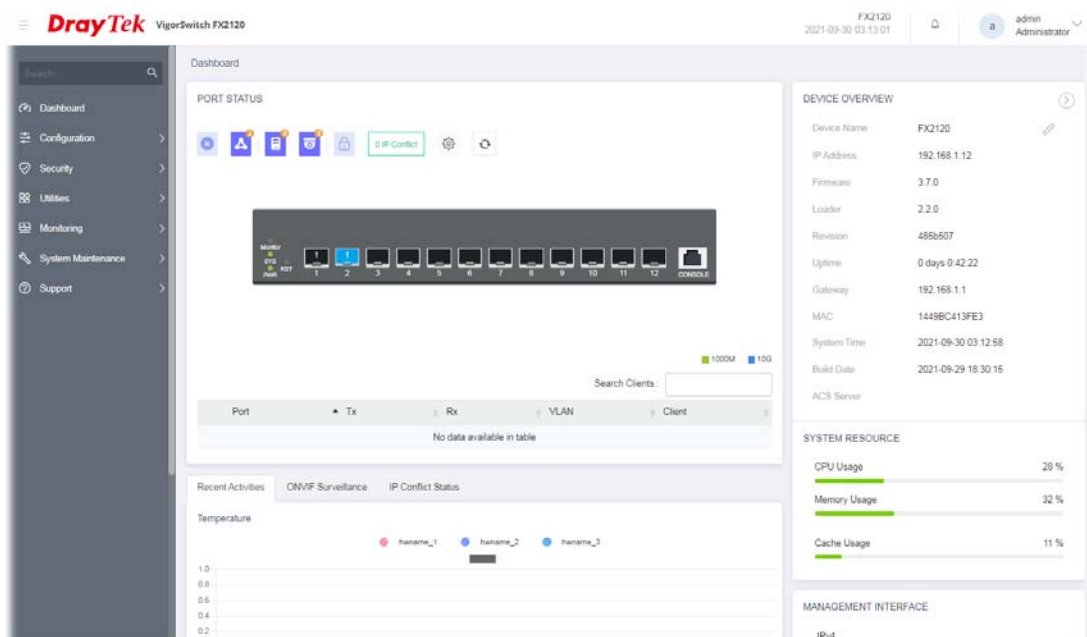 DrayTek VigorSwitch FX2120
FX2120
2021-09-30 03:13:01
a
admin
Administrator
Search...
Dashboard
Configuration
Security
Utilities
Monitoring
System Maintenance
Support
Dashboard
PORT STATUS
0 IP Conflict
Monitor
SYS
PWR
RST
1
1
1 2 3 4 5 6 7 8 9 10 11 12 CONSOLE
1000M 10G
Search Clients :
Port Tx Rx VLAN Client
No data available in table
Recent Activities ONVIF Surveillance IP Conflict Status
Temperature
hwname_1 hwname_2 hwname_3
1.0
0.8
0.6
0.4
0.2
DEVICE OVERVIEW
Device Name FX2120
IP Address 192.168.1.12
Firmware 3.7.0
Loader 2.2.0
Revision 485b507
Uptime 0 days 0:42:22
Gateway 192.168.1.1
MAC 1449BC413FE3
System Time 2021-09-30 03:12:58
Build Date 2021-09-29 18:30:15
ACS Server
SYSTEM RESOURCE
CPU Usage 28 %
Memory Usage 32 %
Cache Usage 11 %
MANAGEMENT INTERFACE
IPv4